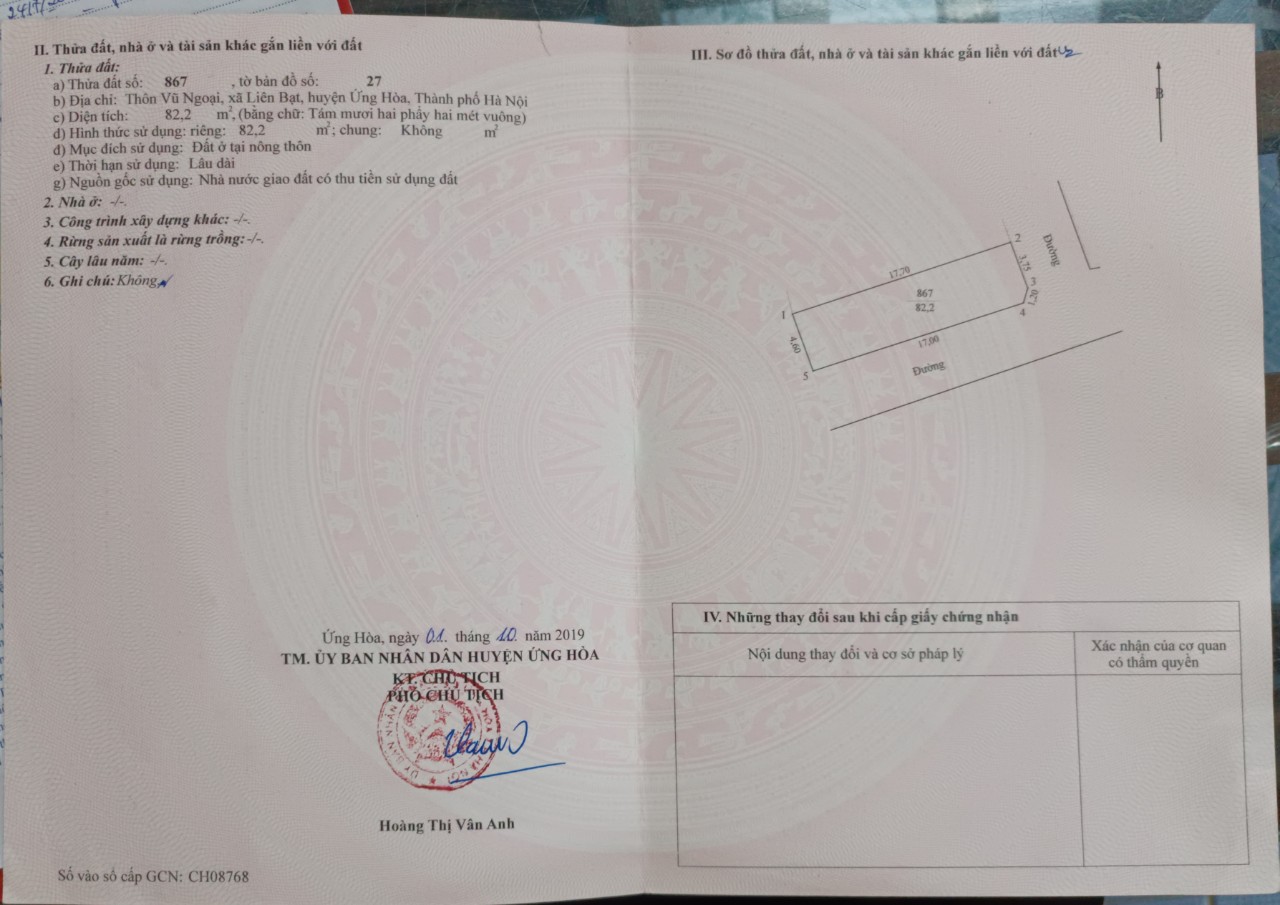 II. Thửa đất, nhà ở và tài sản khác gắn liền với đất
1. Thửa đất:
a) Thửa đất số: 867 , tờ bản đồ số: 27
b) Địa chỉ: Thôn Vũ Ngoại, xã Liên Bạt, huyện Ứng Hòa, Thành phố Hà Nội
c) Diện tích: 82,2 m², (bằng chữ: Tám mươi hai phẩy hai mét vuông)
d) Hình thức sử dụng: riêng: 82,2 m²; chung: Không m²
đ) Mục đích sử dụng: Đất ở tại nông thôn
e) Thời hạn sử dụng: Lâu dài
g) Nguồn gốc sử dụng: Nhà nước giao đất có thu tiền sử dụng đất
2. Nhà ở: -/-.
3. Công trình xây dựng khác: -/-.
4. Rừng sản xuất là rừng trồng: -/-.
5. Cây lâu năm: -/-.
6. Ghi chú: Không
Ứng Hòa, ngày 01. tháng 10. năm 2019
TM. ỦY BAN NHÂN DÂN HUYỆN ỨNG HÒA
KT. CHỦ TỊCH
PHÓ CHỦ TỊCH
Hoàng Thị Vân Anh
Số vào sổ cấp GCN: CH08768
III. Sơ đồ thửa đất, nhà ở và tài sản khác gắn liền với đất
B
2
Đường
17,70
3,75
3
867
82,2
1,20
4
1
4,60
17,00
5
Đường
IV. Những thay đổi sau khi cấp giấy chứng nhận
Nội dung thay đổi và cơ sở pháp lý
Xác nhận của cơ quan
có thẩm quyền